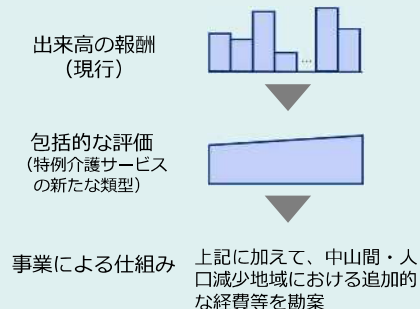 出来高の報酬
（現行）
…
包括的な評価
（特例介護サービス
の新たな類型）
事業による仕組み
上記に加えて、中山間・人
口減少地域における追加的
な経費等を勘案